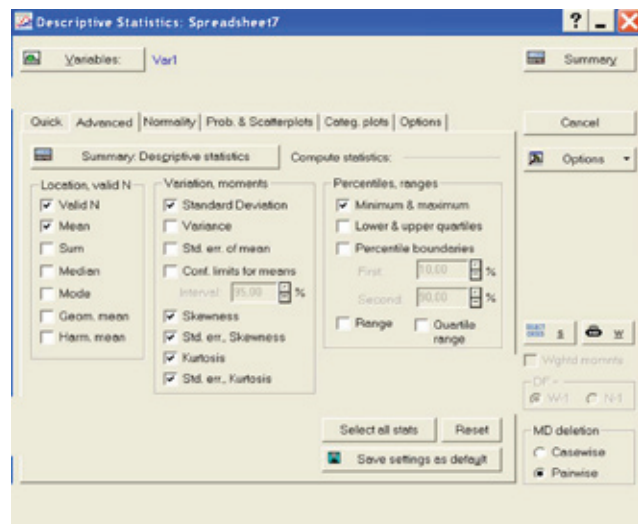 Descriptive Statistics: Spreadsheet7
Variables: Var1
Summary
Quick Advanced Normality Prob. & Scatterplots Categ. plots Options
Cancel
Summary: Descriptive statistics Compute statistics:
Options
Location, valid N
Valid N
Mean
Sum
Median
Mode
Geom. mean
Harm. mean
Variation, moments
Standard Deviation
Variance
Std. err. of mean
Conf. limits for means
Interval: 95,00 %
Skewness
Std. err., Skewness
Kurtosis
Std. err., Kurtosis
Percentiles, ranges
Minimum & maximum
Lower & upper quartiles
Percentile boundaries
First: 10,00 %
Second: 90,00 %
Range
Quartile
range
SELECT
CASES S W
Wghtd momnts
DF =
W-1 N-1
Select all stats Reset
MD deletion
Casewise
Save settings as default
Pairwise